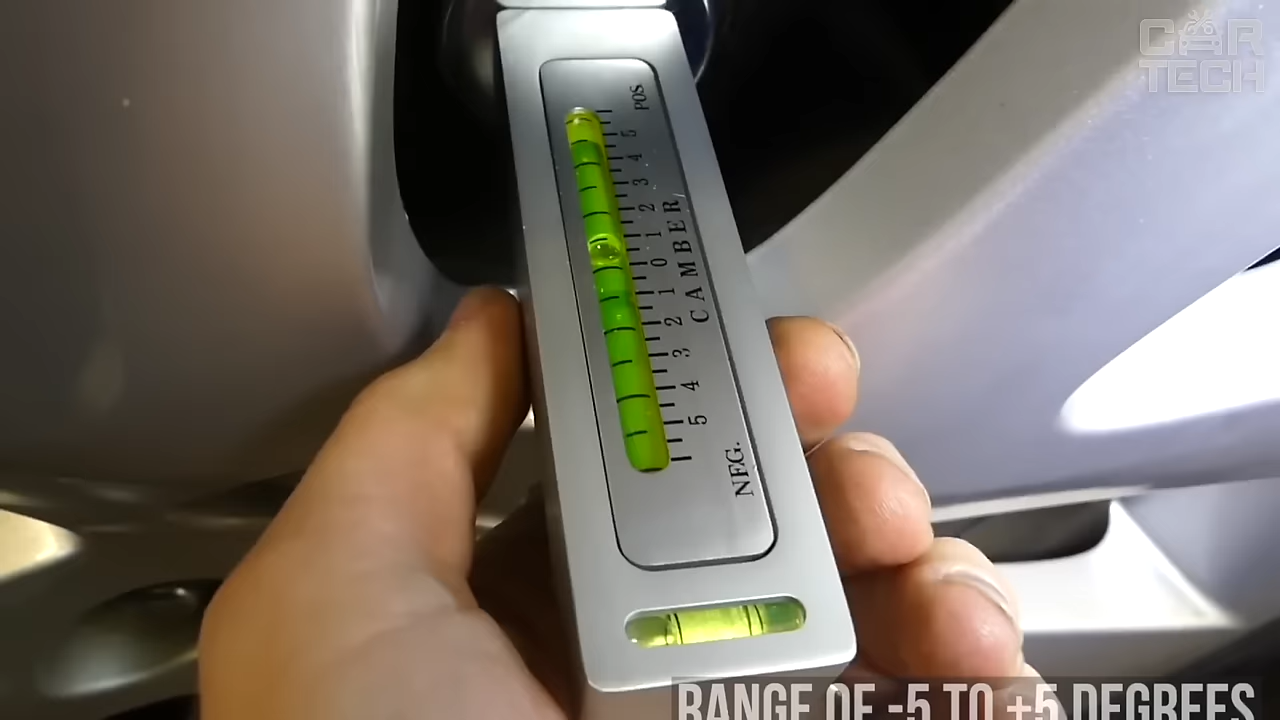 CAR
TECH
POS.
5
4
3
2
1
0
1
2
3
4
5
CAMBER
NEG.
RANGE OF -5 TO +5 DEGREES